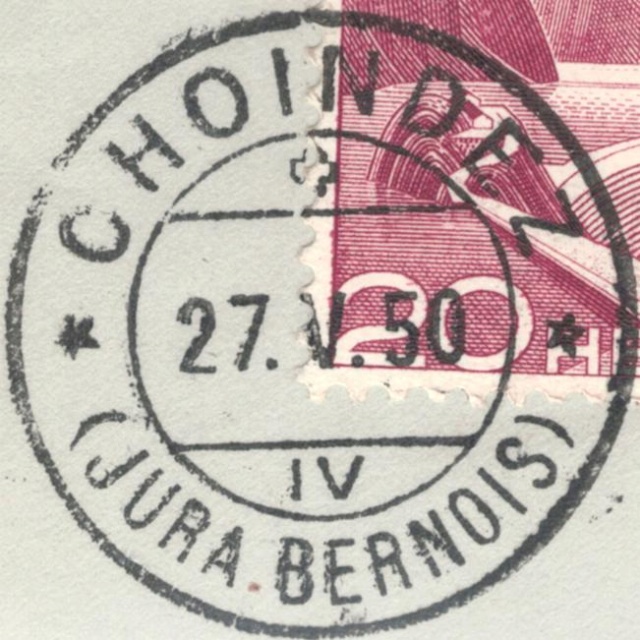 CHOINDEZ
27.V.50
IV
(JURA BERNOIS)
20
H